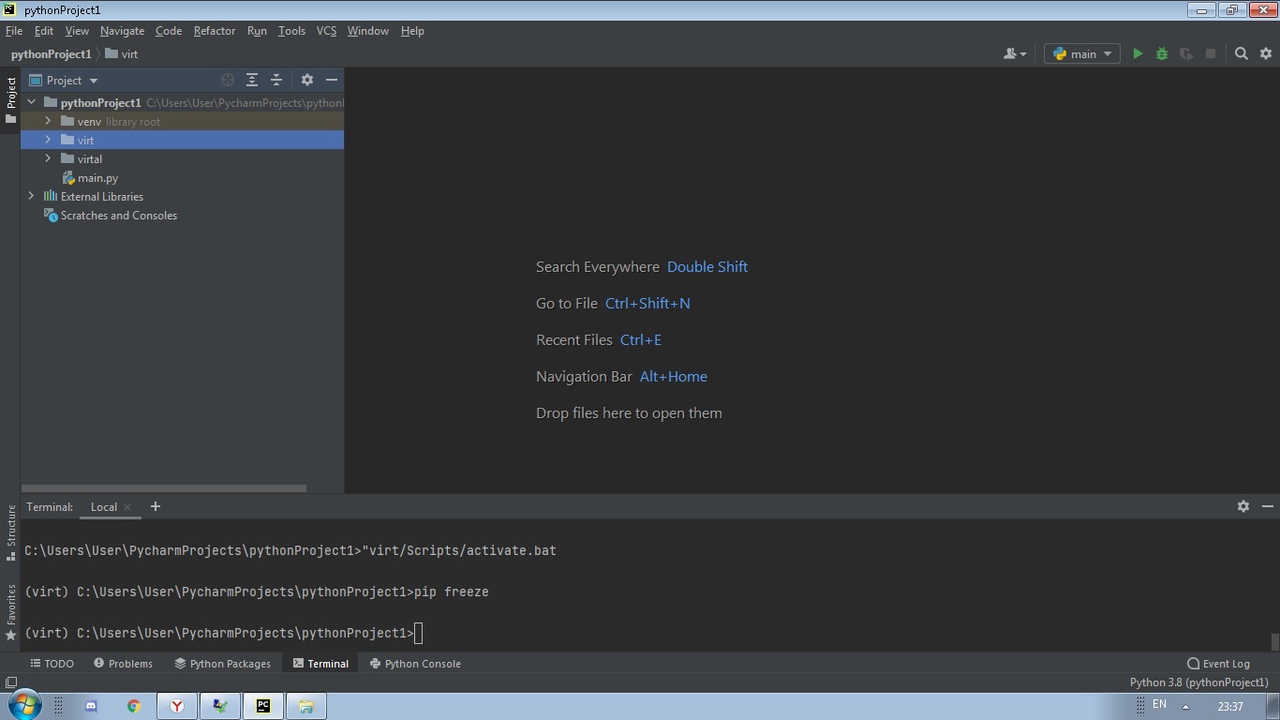 pythonProject1
File Edit View Navigate Code Refactor Run Tools VCS Window Help
pythonProject1 virt
main
Project
Project
pythonProject1 C:\Users\User\PycharmProjects\python
venv library root
virt
virtal
main.py
External Libraries
Scratches and Consoles
Search Everywhere Double Shift
Go to File Ctrl+Shift+N
Recent Files Ctrl+E
Navigation Bar Alt+Home
Drop files here to open them
Structure
Favorites
Terminal: Local
C:\Users\User\PycharmProjects\pythonProject1>"virt/Scripts/activate.bat
(virt) C:\Users\User\PycharmProjects\pythonProject1>pip freeze
(virt) C:\Users\User\PycharmProjects\pythonProject1>
TODO Problems Python Packages Terminal Python Console Event Log
Python 3.8 (pythonProject1)
PC EN 23:37